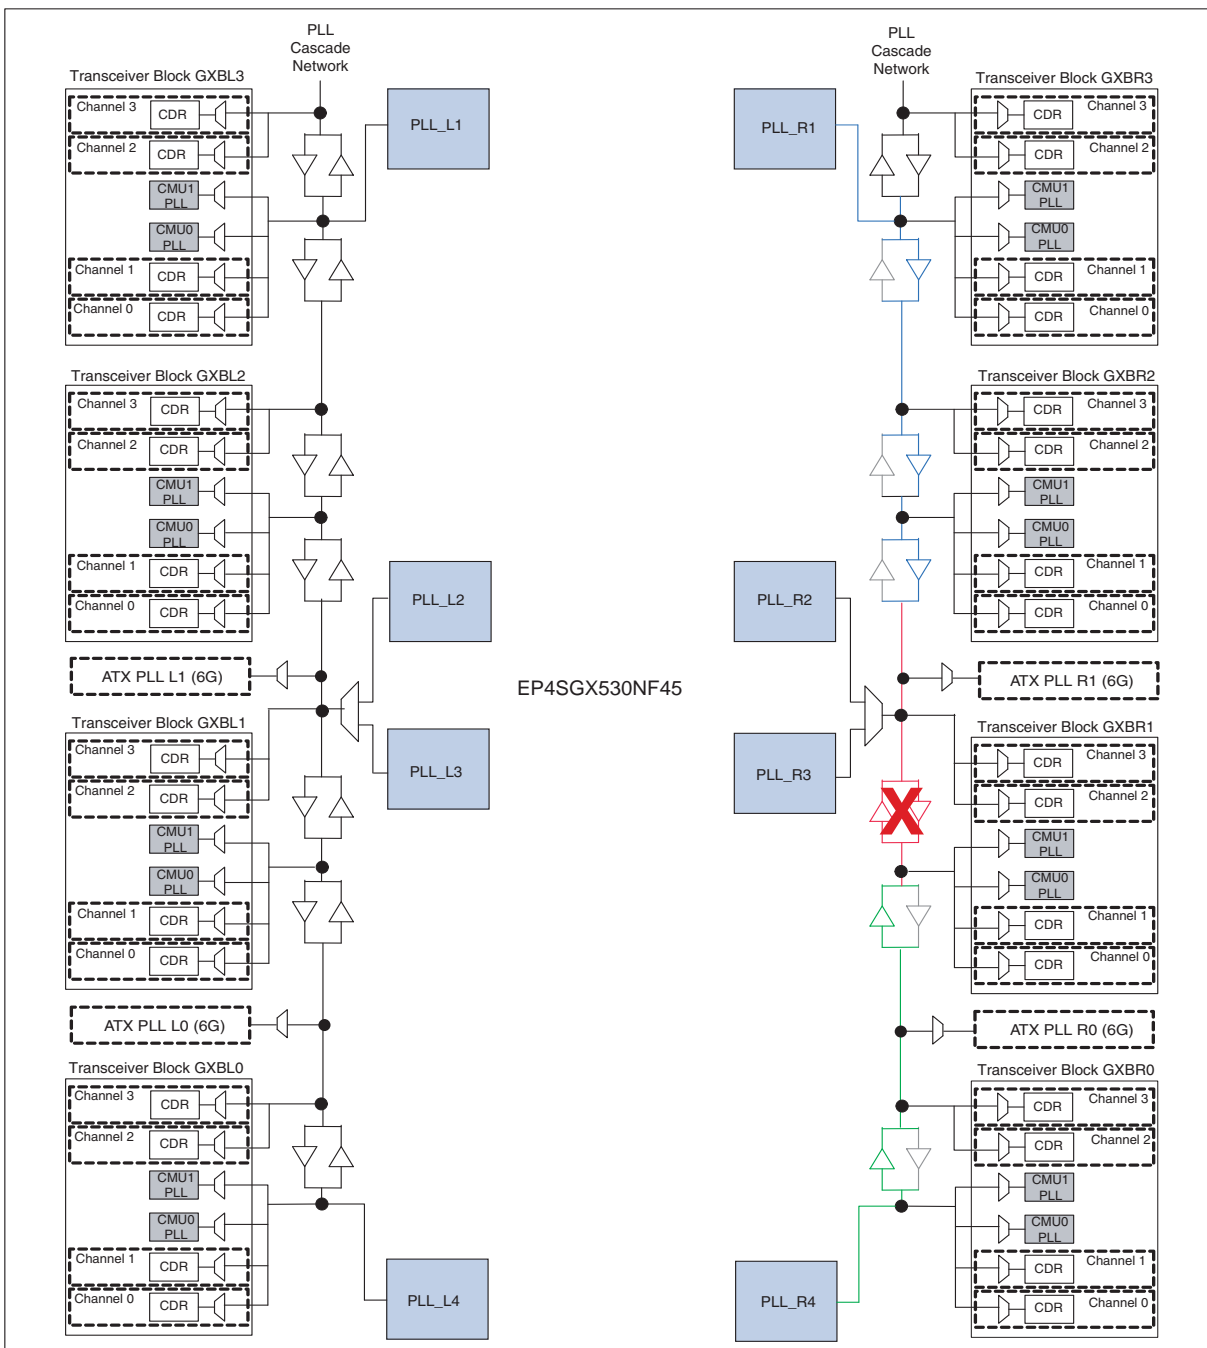 PLL
Cascade
Network
Transceiver Block GXBL3
Channel 3
CDR
Channel 2
CDR
CMU1
PLL
CMU0
PLL
Channel 1
CDR
Channel 0
CDR
PLL_L1
Transceiver Block GXBL2
Channel 3
CDR
Channel 2
CDR
CMU1
PLL
CMU0
PLL
Channel 1
CDR
Channel 0
CDR
PLL_L2
ATX PLL L1 (6G)
Transceiver Block GXBL1
Channel 3
CDR
Channel 2
CDR
CMU1
PLL
CMU0
PLL
Channel 1
CDR
Channel 0
CDR
PLL_L3
ATX PLL L0 (6G)
Transceiver Block GXBL0
Channel 3
CDR
Channel 2
CDR
CMU1
PLL
CMU0
PLL
Channel 1
CDR
Channel 0
CDR
PLL_L4
EP4SGX530NF45
PLL
Cascade
Network
PLL_R1
Transceiver Block GXBR3
Channel 3
CDR
Channel 2
CDR
CMU1
PLL
CMU0
PLL
Channel 1
CDR
Channel 0
CDR
Transceiver Block GXBR2
Channel 3
CDR
Channel 2
CDR
CMU1
PLL
CMU0
PLL
Channel 1
CDR
Channel 0
CDR
PLL_R2
ATX PLL R1 (6G)
PLL_R3
Transceiver Block GXBR1
Channel 3
CDR
Channel 2
CDR
X
CMU1
PLL
CMU0
PLL
Channel 1
CDR
Channel 0
CDR
ATX PLL R0 (6G)
Transceiver Block GXBR0
Channel 3
CDR
Channel 2
CDR
CMU1
PLL
CMU0
PLL
Channel 1
CDR
Channel 0
CDR
PLL_R4